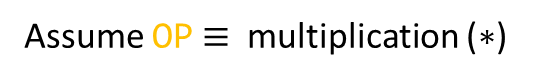 Assume OP ≡ multiplication (*)